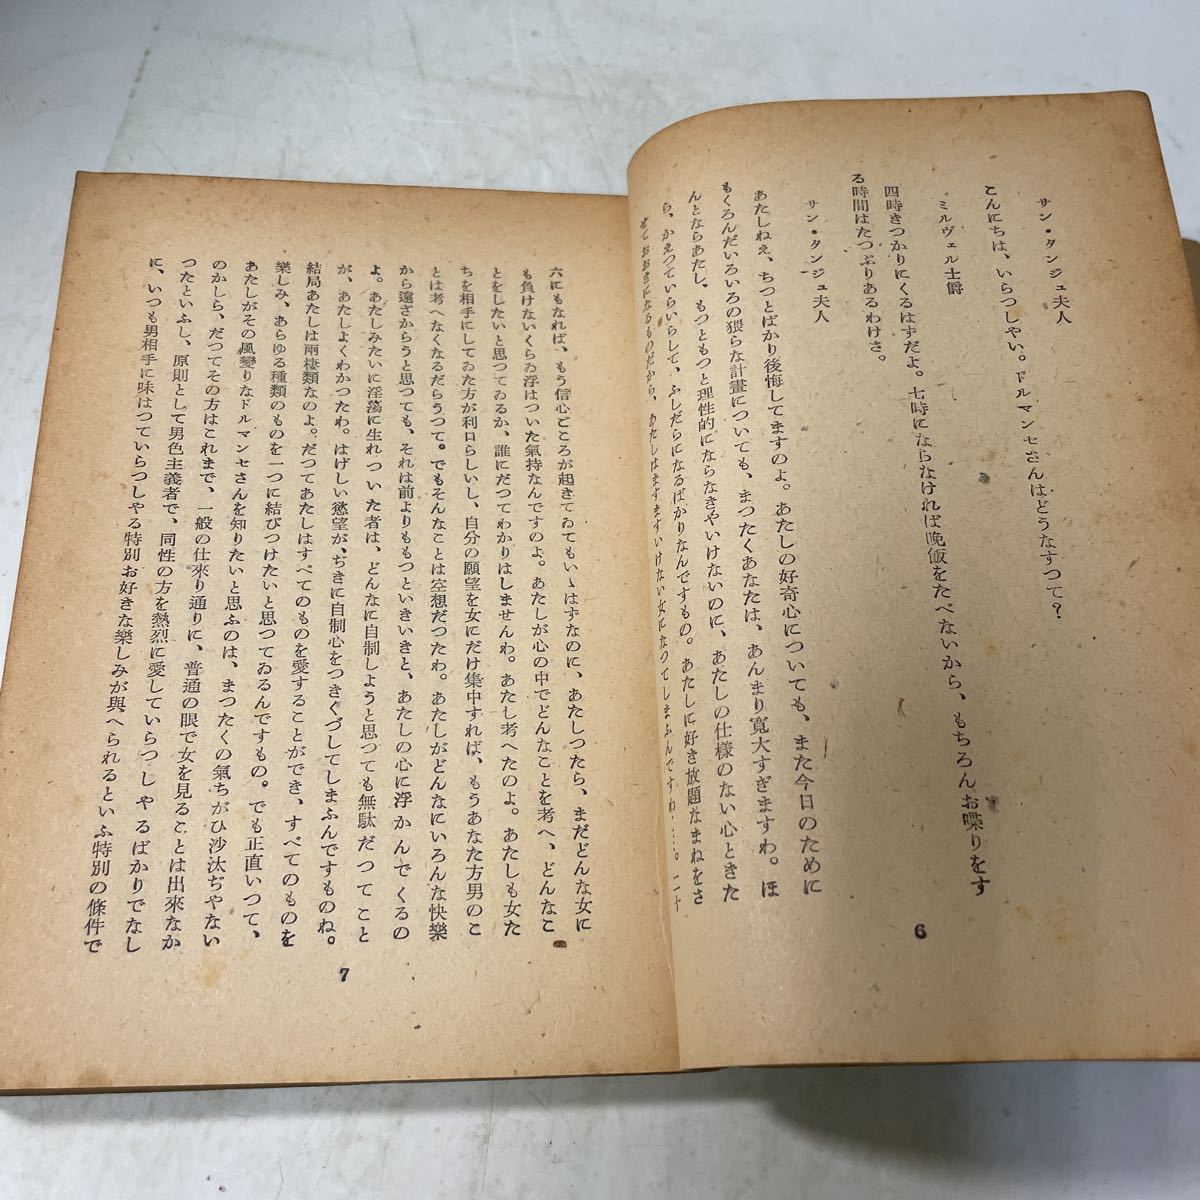 サン・タンジュ夫人
こんにちは、いらつしやい。ドルマンセさんはどうなすつて?
ミルヴェル士爵
四時きつかりにくるはずだよ。七時にならなければ晩飯をたべないから、もちろんお喋りをす
る時間はたつぷりあるわけさ。
サン・タンジュ夫人
あたしねえ、ちつとばかり後悔してますのよ。あたしの好奇心についても、また今日のために
もくろんだいろいろの猥らな計畫についても、まつたくあなたは、あんまり寛大すぎますわ。ほ
んとならあたし、もつともつと理性的にならなきやいけないのに、あたしの仕様のない心ときた
ら、かえつていらいらして、ふしだらになるばかりなんですもの。あたしに好き放題なまねをさ
せておおきになるものだから、あたしはますますいけない女になつてしまふんですわ……。二十
6
六にもなれば、もう信心ごころが起きてゐてもいゝはずなのに、あたしつたら、まだどんな女に
も負けないくらゐ浮はついた氣持なんですのよ。あたしが心の中でどんなことを考へ、どんなこ
とをしたいと思つてゐるか、誰にだつてわかりはしませんわ。あたし考へたのよ。あたしも女た
ちを相手にしてゐた方が利口らしいし、自分の願望を女にだけ集中すれば、もうあなた方男のこ
とは考へなくなるだらうつて。でもそんなことは空想だつたわ。あたしがどんなにいろんな快樂
から遠ざからうと思つても、それは前よりももつといきいきと、あたしの心に浮かんでくるの
よ。あたしみたいに淫蕩に生れついた者は、どんなに自制しようと思つても無駄だつてこと
が、あたしよくわかつたわ。はげしい慾望が、ぢきに自制心をつきくづしてしまふんですものね。
結局あたしは兩棲類なのよ。だつてあたしはすべてのものを愛することができ、すべてのものを
樂しみ、あらゆる種類のものを一つに結びつけたいと思つてゐるんですもの。でも正直いつて、
あたしがその風變りなドルマンセさんを知りたいと思ふのは、まつたくの氣ちがひ沙汰ぢやない
のかしら、だつてその方はこれまで、一般の仕來り通りに、普通の眼で女を見ることは出來なか
つたといふし、原則として男色主義者で、同性の方を熱烈に愛していらつしやるばかりでなし
に、いつも男相手に味はつていらつしやる特別お好きな樂しみが與へられるといふ特別の條件で
7